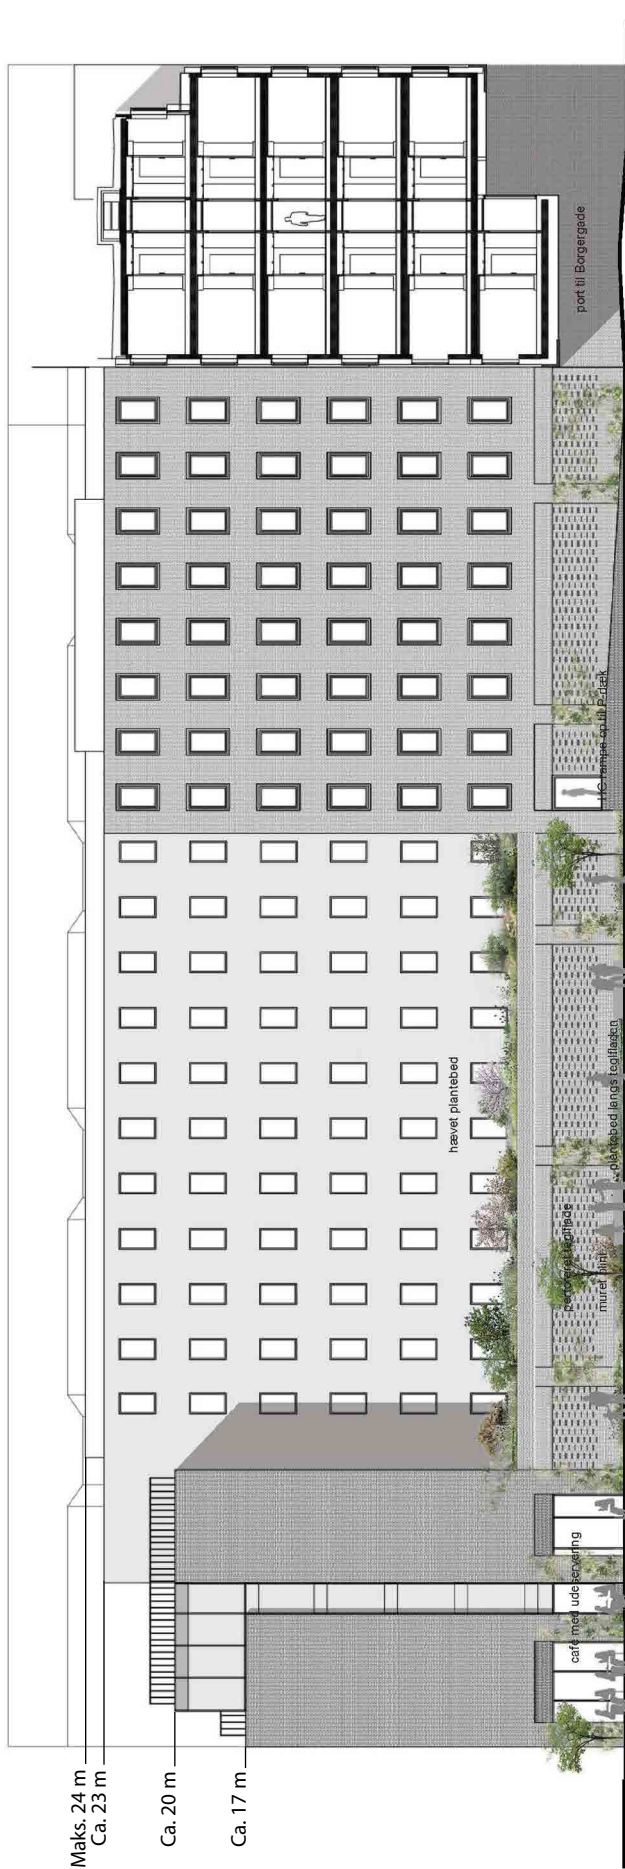 Maks. 24 m
Ca. 23 m
Ca. 20 m
Ca. 17 m
café med udeservering
hævet plantebed
perforeret teglflade
muret plint
plantebed langs teglfladen
HC rampe op til P-dæk
port til Borgergade